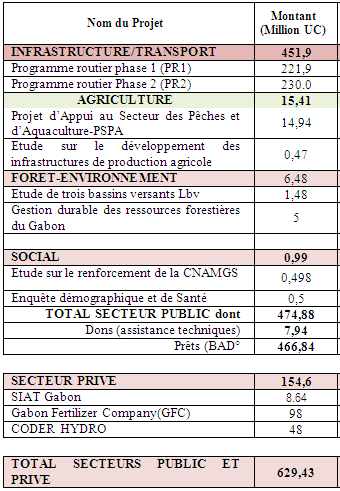 Nom du Projet
Montant
(Million UC)
INFRASTRUCTURE/TRANSPORT 451,9
Programme routier phase 1 (PR1) 221,9
Programme routier Phase 2 (PR2) 230.0
AGRICULTURE 15,41
Projet d'Appui au Secteur des Pêches et
d'Aquaculture-PSPA 14,94
Etude sur le développement des
infrastructures de production agricole 0,47
FORET-ENVIRONNEMENT 6,48
Etude de trois bassins versants Lbv 1,48
Gestion durable des ressources forestières
du Gabon 5
SOCIAL 0,99
Etude sur le renforcement de la CNAMGS 0,498
Enquête démographique et de Santé 0,5
TOTAL SECTEUR PUBLIC dont 474,88
Dons (assistance techniques) 7,94
Prêts (BAD° 466,84
SECTEUR PRIVE 154,6
SIAT Gabon 8.64
Gabon Fertilizer Company(GFC) 98
CODER HYDRO 48
TOTAL SECTEURS PUBLIC ET
PRIVE 629,43